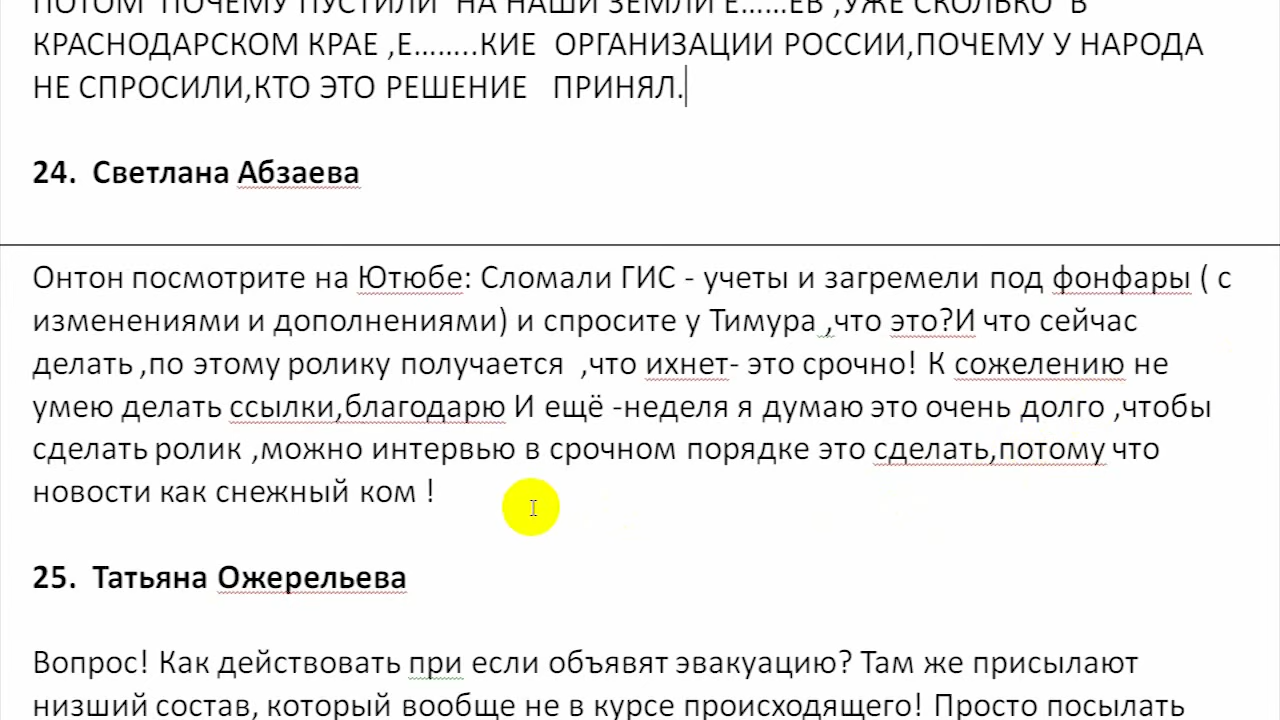 ПОТОМ ПОЧЕМУ ПУСТИЛИ НА НАШИ ЗЕМЛИ Е......ЕВ ,УЖЕ СКОЛЬКО В
КРАСНОДАРСКОМ КРАЕ ,Е........КИЕ ОРГАНИЗАЦИИ РОССИИ,ПОЧЕМУ У НАРОДА
НЕ СПРОСИЛИ,КТО ЭТО РЕШЕНИЕ ПРИНЯЛ.
24. Светлана Абзаева
Онтон посмотрите на Ютюбе: Сломали ГИС - учеты и загремели под фонфары ( с
изменениями и дополнениями) и спросите у Тимура ,что это?И что сейчас
делать ,по этому ролику получается ,что ихнет- это срочно! К сожелению не
умею делать ссылки,благодарю И ещё -неделя я думаю это очень долго ,чтобы
сделать ролик ,можно интервью в срочном порядке это сделать,потому что
новости как снежный ком !
25. Татьяна Ожерельева
Вопрос! Как действовать при если объявят эвакуацию? Там же присылают
низший состав, который вообще не в курсе происходящего! Просто посылать